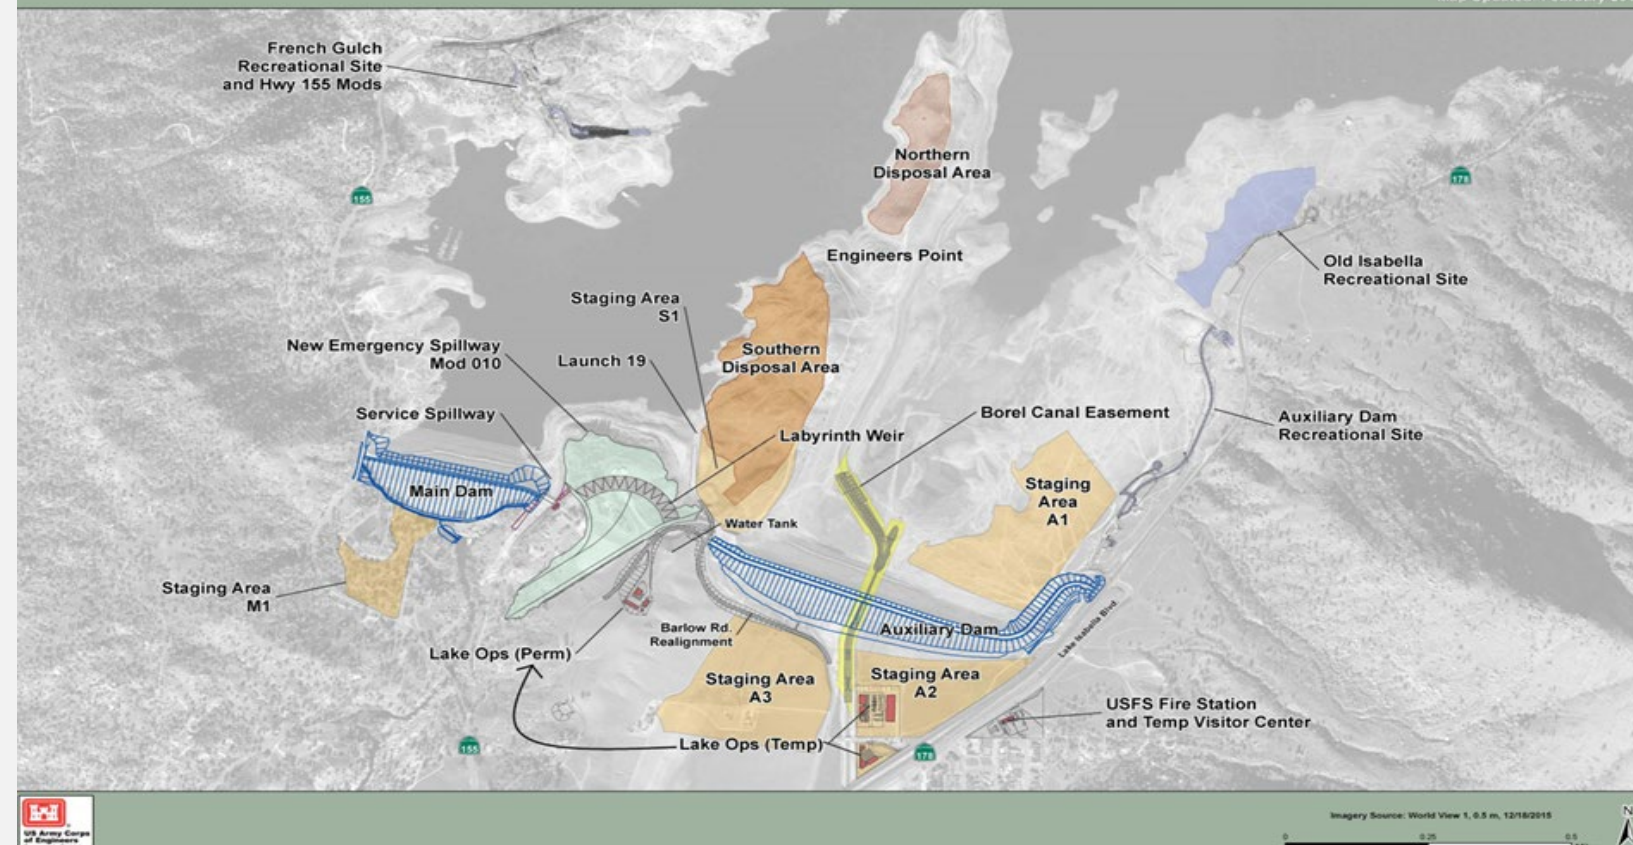 French Gulch
Recreational Site
and Hwy 155 Mods
155
Northern
Disposal Area
178
Engineers Point
Old Isabella
Recreational Site
Staging Area
S1
New Emergency Spillway
Mod 010
Launch 19
Southern
Disposal Area
Service Spillway
Borel Canal Easement
Auxiliary Dam
Recreational Site
Labyrinth Weir
Main Dam
Staging
Area
A1
Water Tank
Staging Area
M1
Barlow Rd.
Realignment
Auxiliary Dam
Lake Isabella Blvd.
Lake Ops (Perm)
Staging Area
A3
Staging Area
A2
USFS Fire Station
and Temp Visitor Center
155
Lake Ops (Temp)
178
US Army Corps
of Engineers
Imagery Source: World View 1, 0.5 m, 12/18/2015
N
0 0.25 0.5